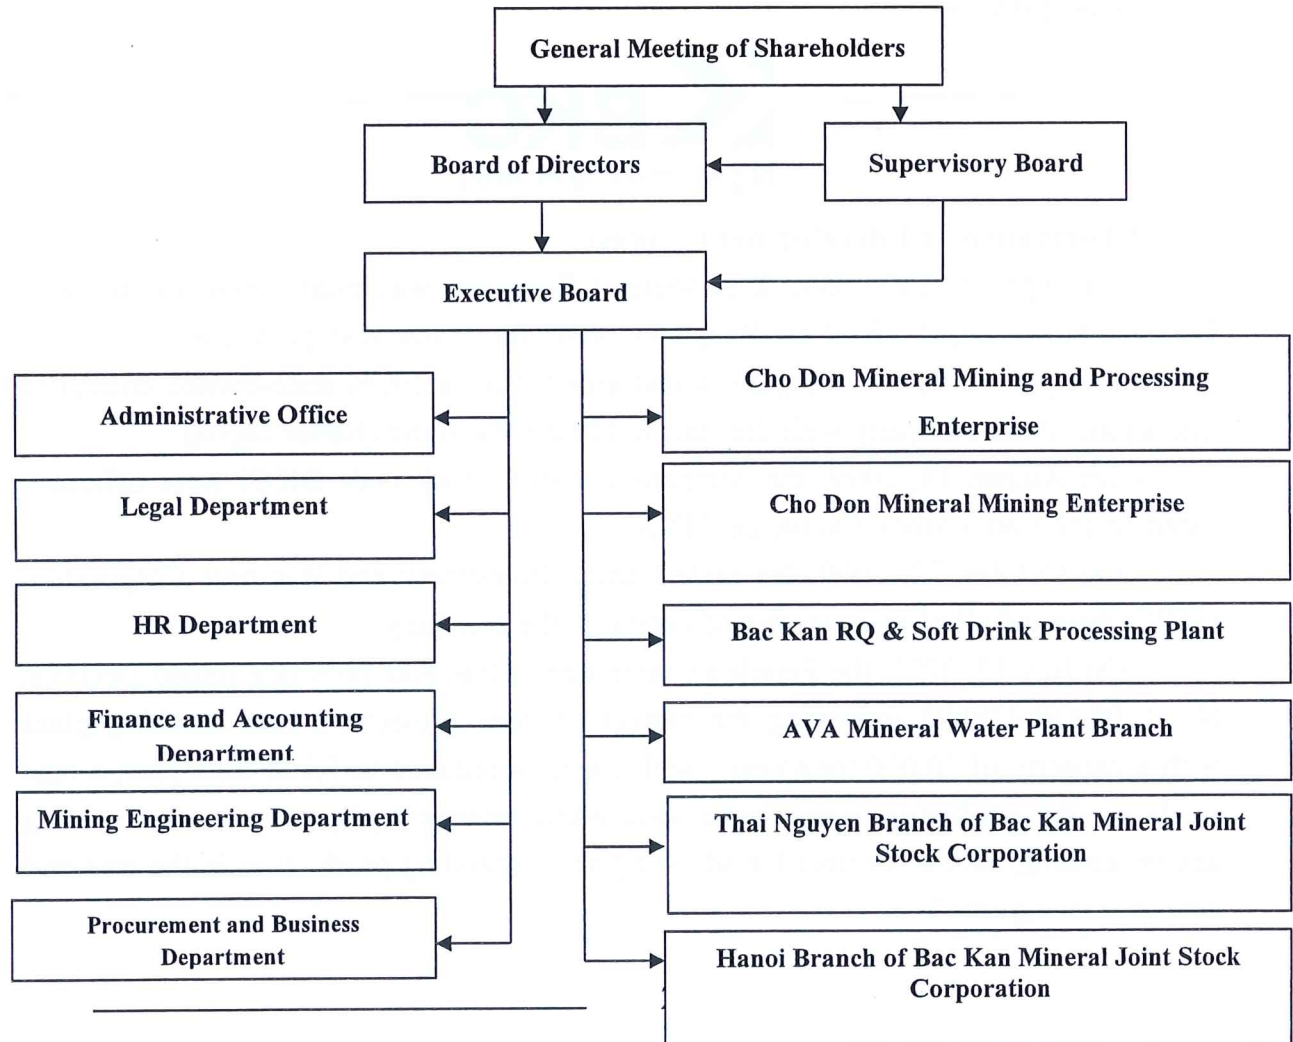 General Meeting of Shareholders
Board of Directors
Supervisory Board
Executive Board
Administrative Office
Legal Department
HR Department
Finance and Accounting
Department
Mining Engineering Department
Procurement and Business
Department
Cho Don Mineral Mining and Processing
Enterprise
Cho Don Mineral Mining Enterprise
Bac Kan RQ & Soft Drink Processing Plant
AVA Mineral Water Plant Branch
Thai Nguyen Branch of Bac Kan Mineral Joint
Stock Corporation
Hanoi Branch of Bac Kan Mineral Joint Stock
Corporation